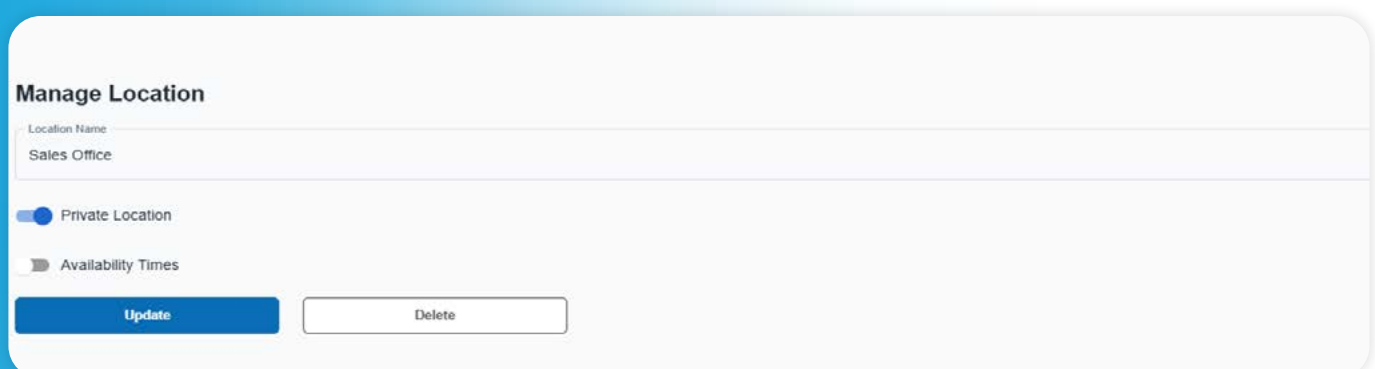 Manage Location
Location Name
Sales Office
Private Location
Availability Times
Update
Delete